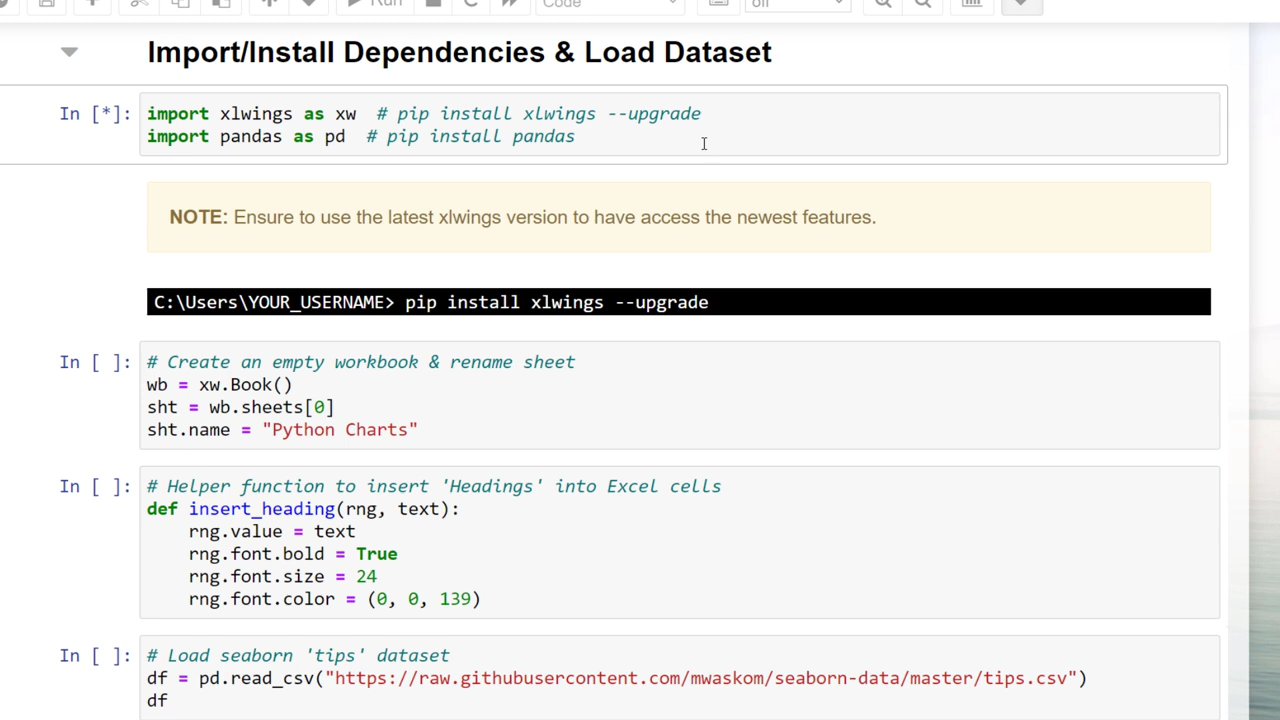 Run Code off
Import/Install Dependencies & Load Dataset
In [*]: import xlwings as xw  # pip install xlwings --upgrade
import pandas as pd  # pip install pandas
NOTE: Ensure to use the latest xlwings version to have access the newest features.
C:\Users\YOUR_USERNAME> pip install xlwings --upgrade
In [ ]: # Create an empty workbook & rename sheet
wb = xw.Book()
sht = wb.sheets[0]
sht.name = "Python Charts"
In [ ]: # Helper function to insert 'Headings' into Excel cells
def insert_heading(rng, text):
    rng.value = text
    rng.font.bold = True
    rng.font.size = 24
    rng.font.color = (0, 0, 139)
In [ ]: # Load seaborn 'tips' dataset
df = pd.read_csv("https://raw.githubusercontent.com/mwaskom/seaborn-data/master/tips.csv")
df